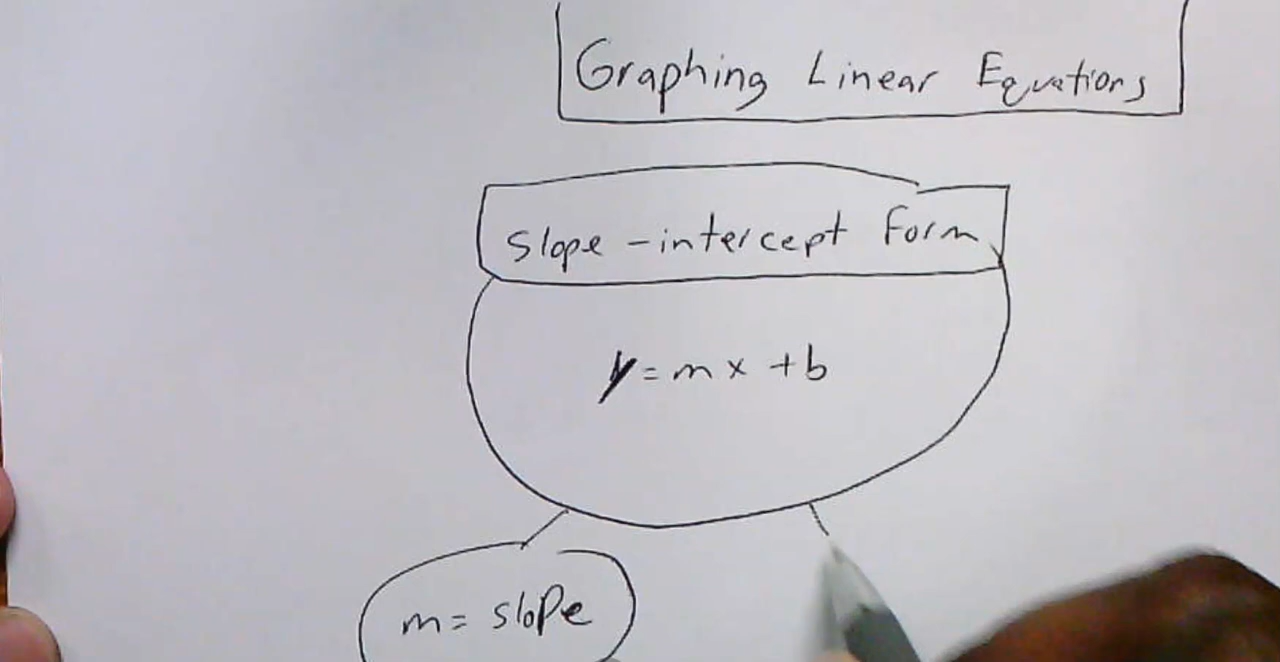 Graphing Linear Equations
Slope-intercept Form
y = mx + b
m = slope